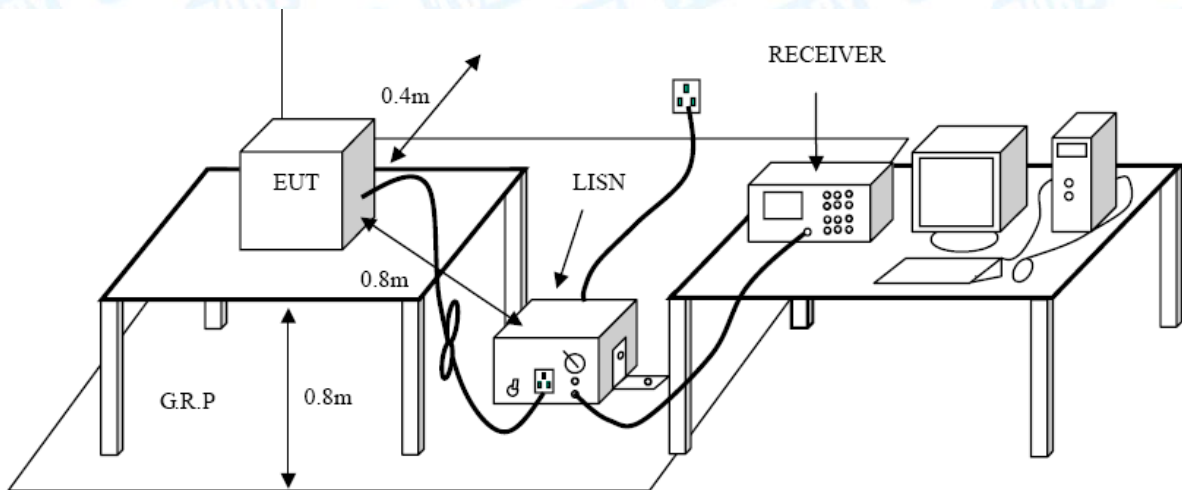 RECEIVER
0.4m
EUT
LISN
0.8m
G.R.P
0.8m